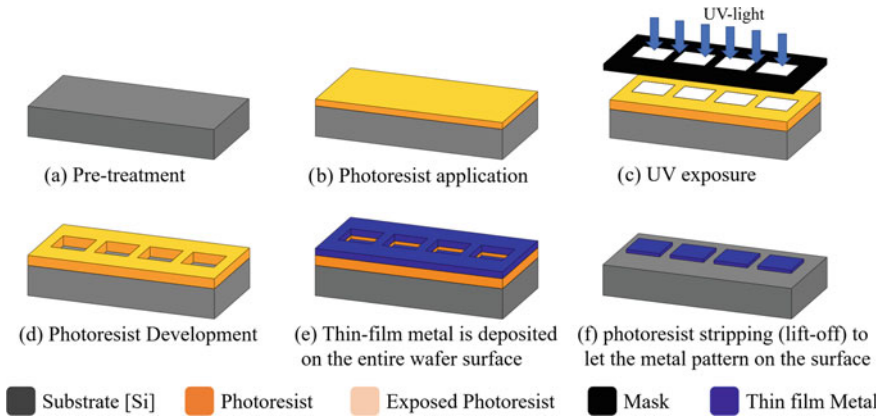 UV-light
(a) Pre-treatment
(b) Photoresist application
(c) UV exposure
(d) Photoresist Development
(e) Thin-film metal is deposited
on the entire wafer surface
(f) photoresist stripping (lift-off) to
let the metal pattern on the surface
Substrate [Si]
Photoresist
Exposed Photoresist
Mask
Thin film Metal